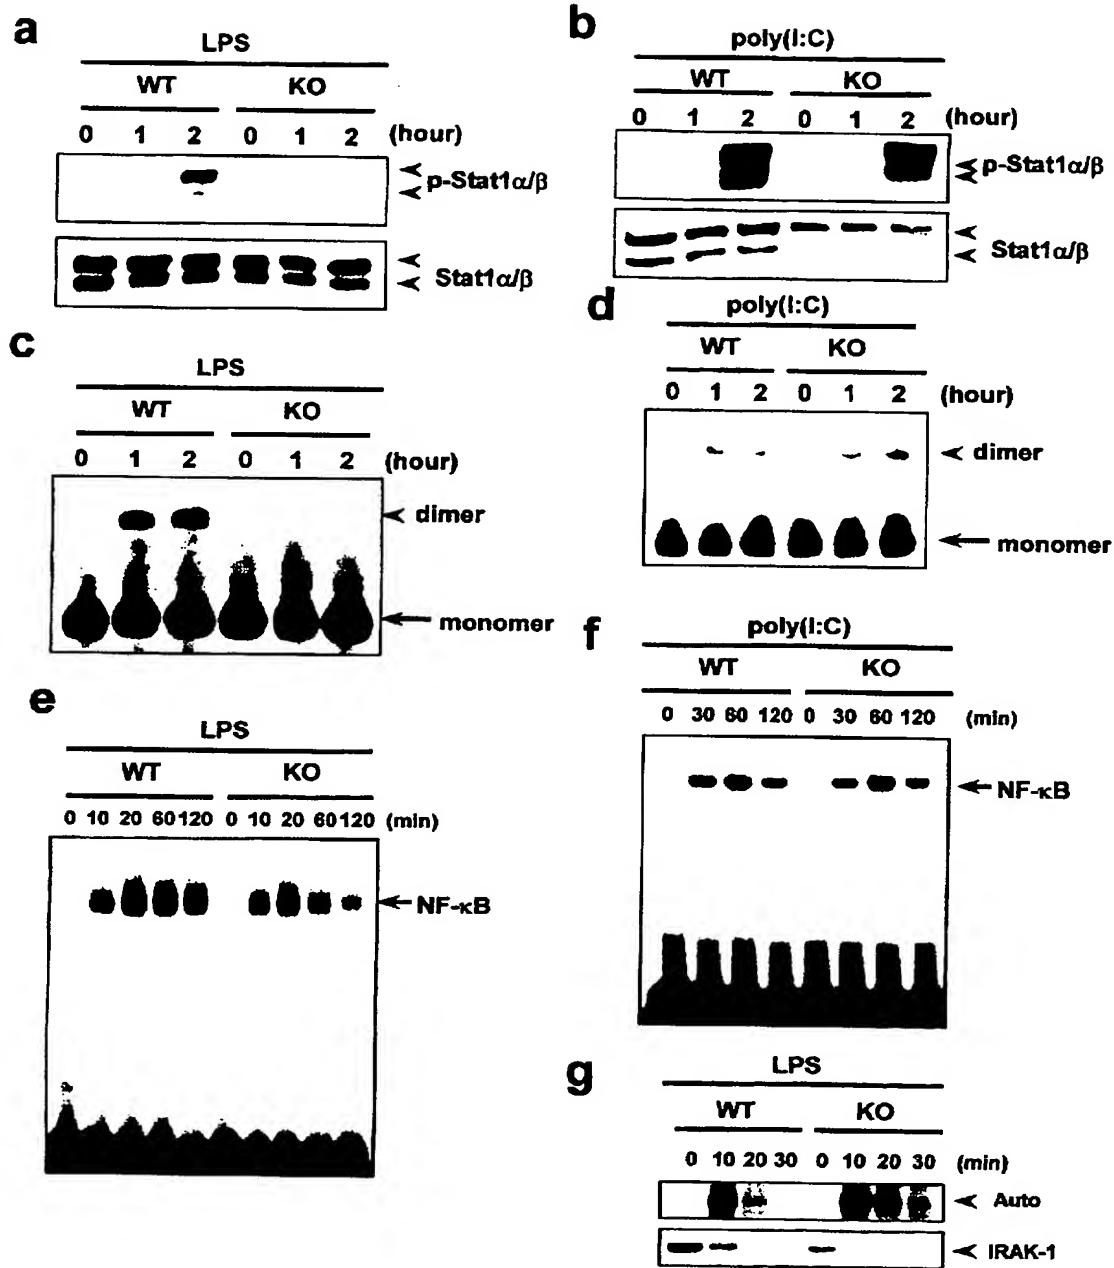 a
LPS
WT KO
0 1 2 0 1 2 (hour)
p-Stat1α/β
Stat1α/β
b
poly(I:C)
WT KO
0 1 2 0 1 2 (hour)
p-Stat1α/β
Stat1α/β
c
LPS
WT KO
0 1 2 0 1 2 (hour)
dimer
monomer
d
poly(I:C)
WT KO
0 1 2 0 1 2 (hour)
dimer
monomer
e
LPS
WT KO
0 10 20 60 120 0 10 20 60 120 (min)
NF-κB
f
poly(I:C)
WT KO
0 30 60 120 0 30 60 120 (min)
NF-κB
g
LPS
WT KO
0 10 20 30 0 10 20 30 (min)
Auto
IRAK-1